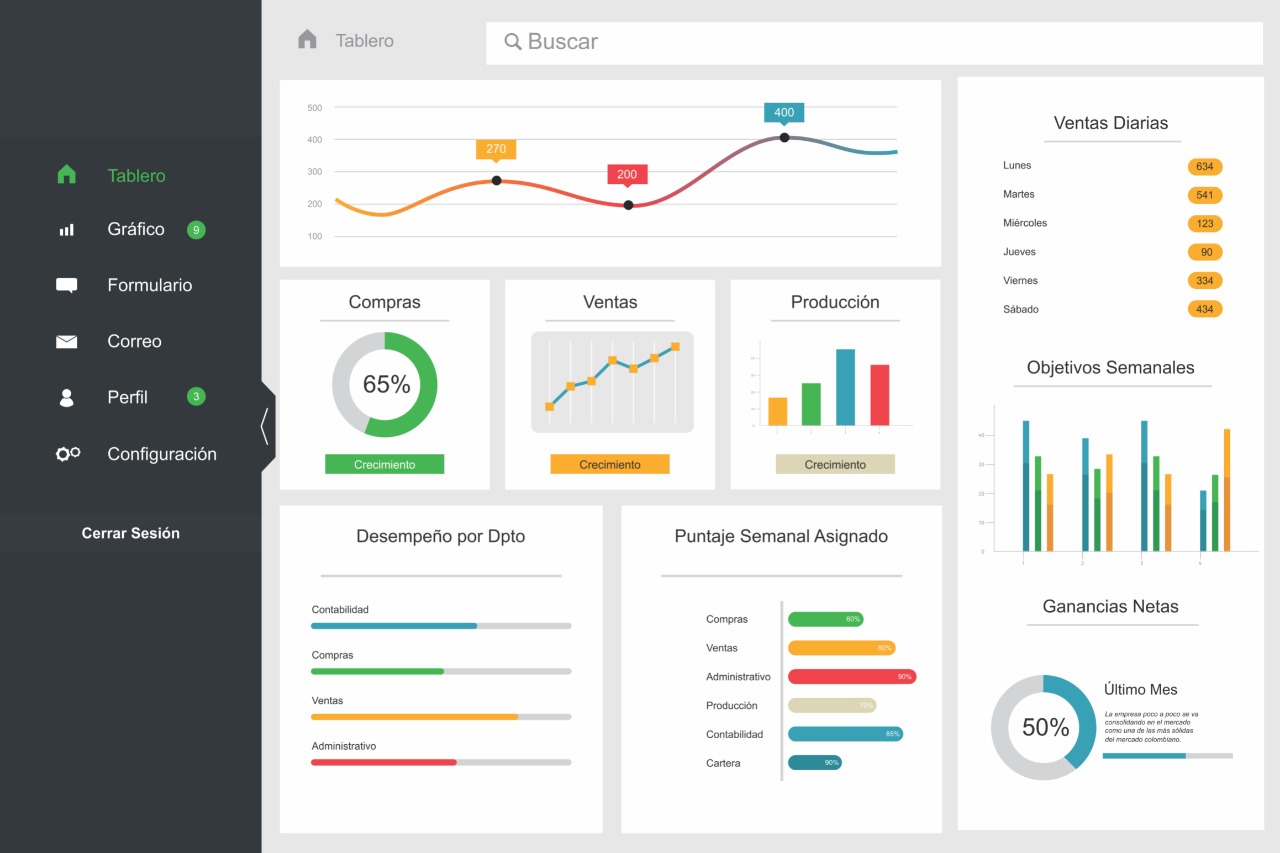 Tablero
Gráfico 9
Formulario
Correo
Perfil 3
Configuración
Cerrar Sesión
Tablero
Buscar
500
400
300
200
100
270
200
400
Compras
65%
Crecimiento
Ventas
Crecimiento
Producción
Crecimiento
Desempeño por Dpto
Contabilidad
Compras
Ventas
Administrativo
Puntaje Semanal Asignado
Compras 60%
Ventas 80%
Administrativo 90%
Producción 70%
Contabilidad 85%
Cartera 90%
Ventas Diarias
Lunes 634
Martes 541
Miércoles 123
Jueves 90
Viernes 334
Sábado 434
Objetivos Semanales
40
30
20
10
0
1 2 3 4
Ganancias Netas
50%
Último Mes
La empresa poco a poco se va
consolidando en el mercado
como una de las más sólidas
del mercado colombiano.